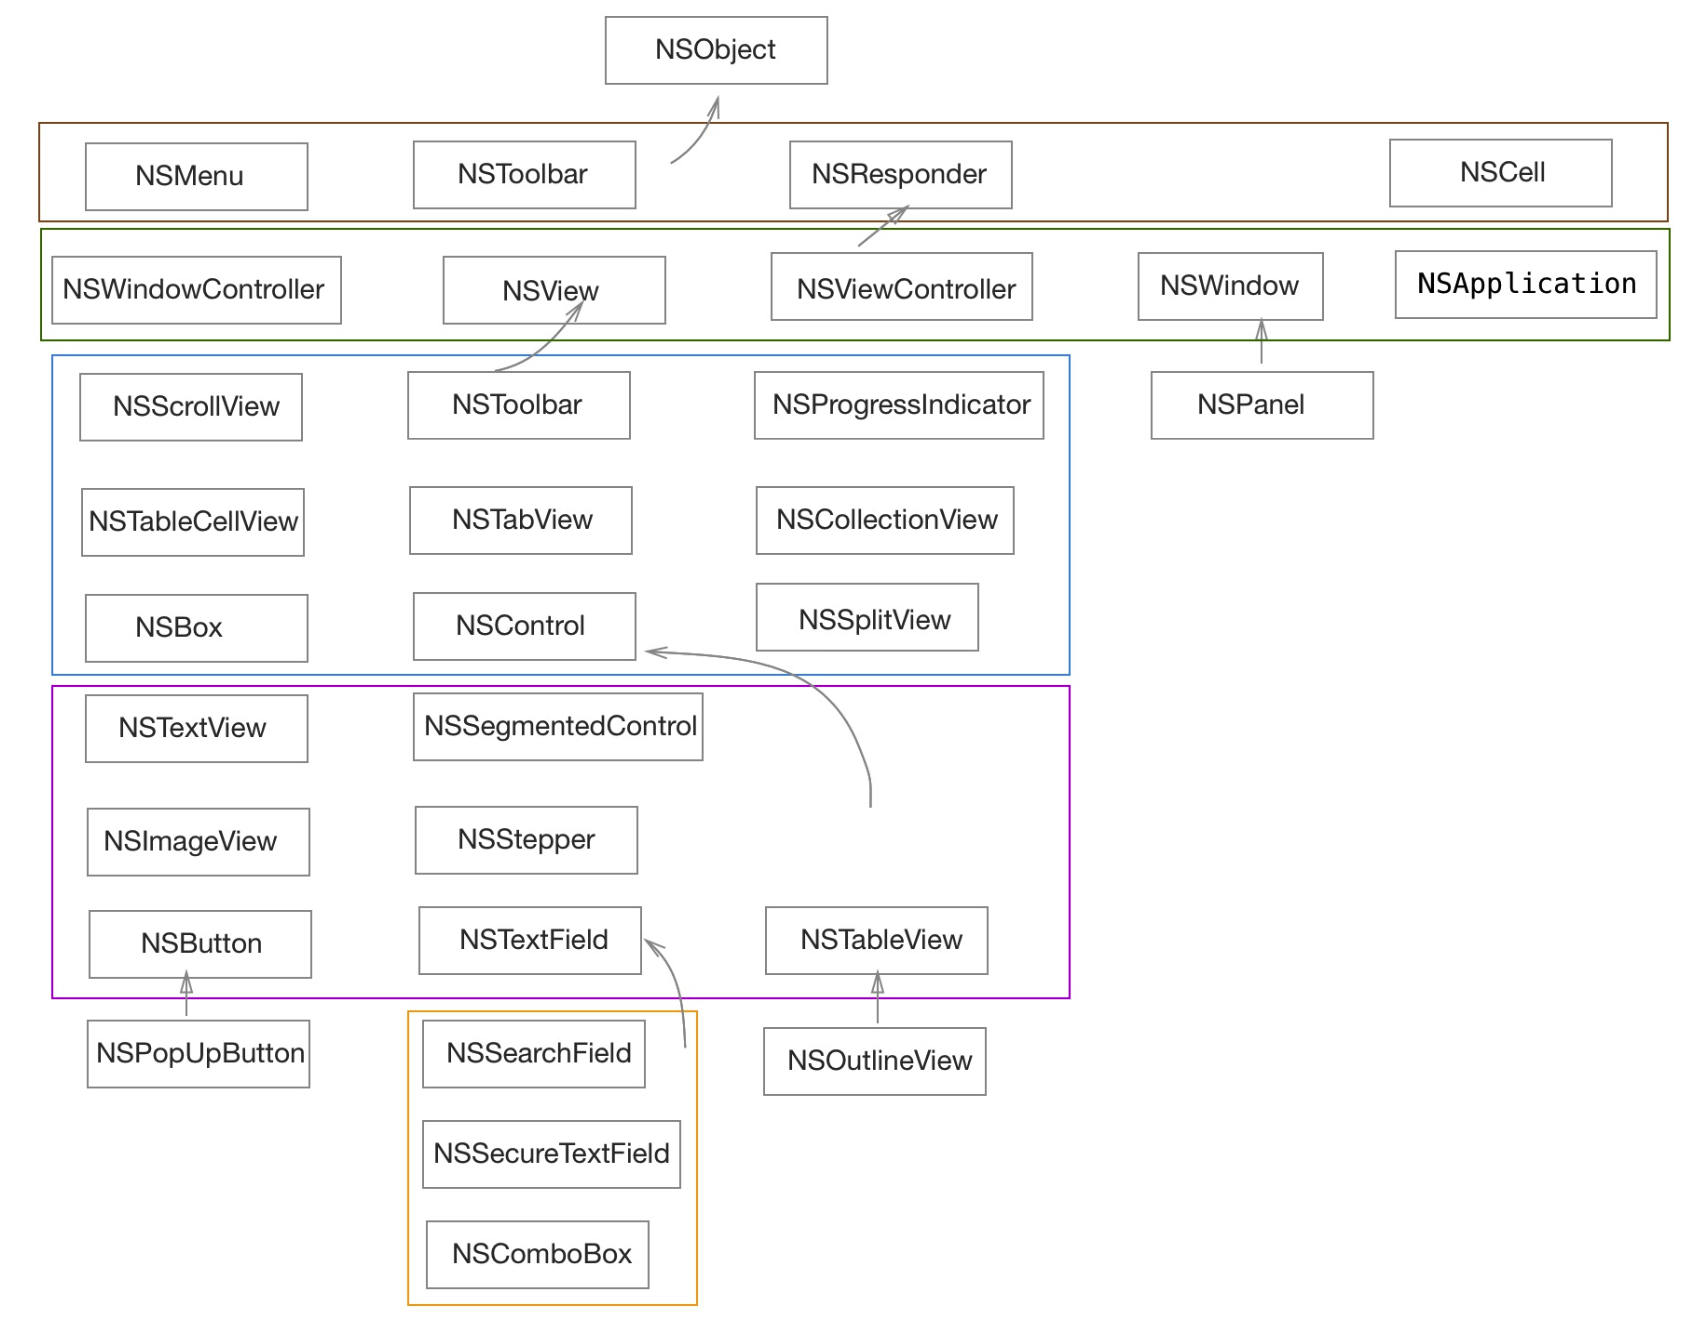 NSObject
NSMenu
NSToolbar
NSResponder
NSCell
NSWindowController
NSView
NSViewController
NSWindow
NSApplication
NSScrollView
NSToolbar
NSProgressIndicator
NSPanel
NSTableCellView
NSTabView
NSCollectionView
NSBox
NSControl
NSSplitView
NSTextView
NSSegmentedControl
NSImageView
NSStepper
NSButton
NSTextField
NSTableView
NSPopUpButton
NSSearchField
NSOutlineView
NSSecureTextField
NSComboBox